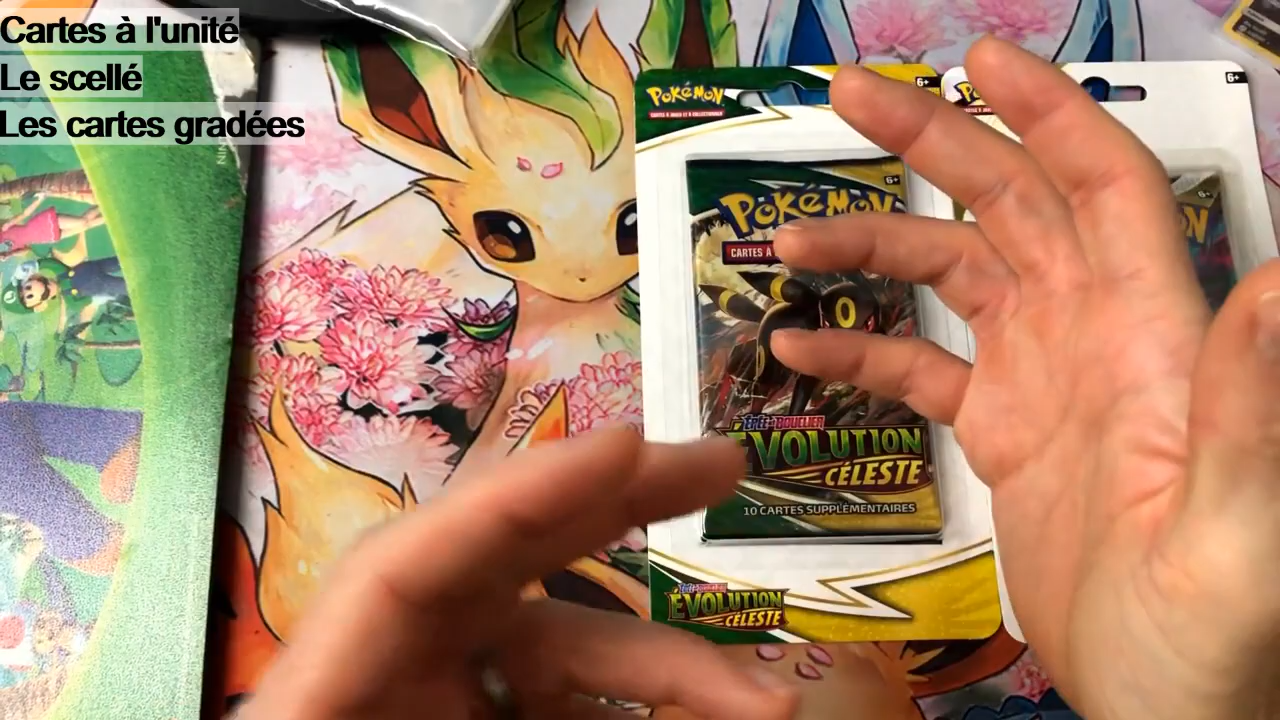 Cartes à l'unité
Le scellé
Les cartes gradées
POKÉMON
6+
6+
6+
POKÉMON
CARTES À
ÉPÉE ET BOUCLIER
ÉVOLUTION
CÉLESTE
10 CARTES SUPPLÉMENTAIRES
ÉPÉE ET BOUCLIER
ÉVOLUTION
CÉLESTE